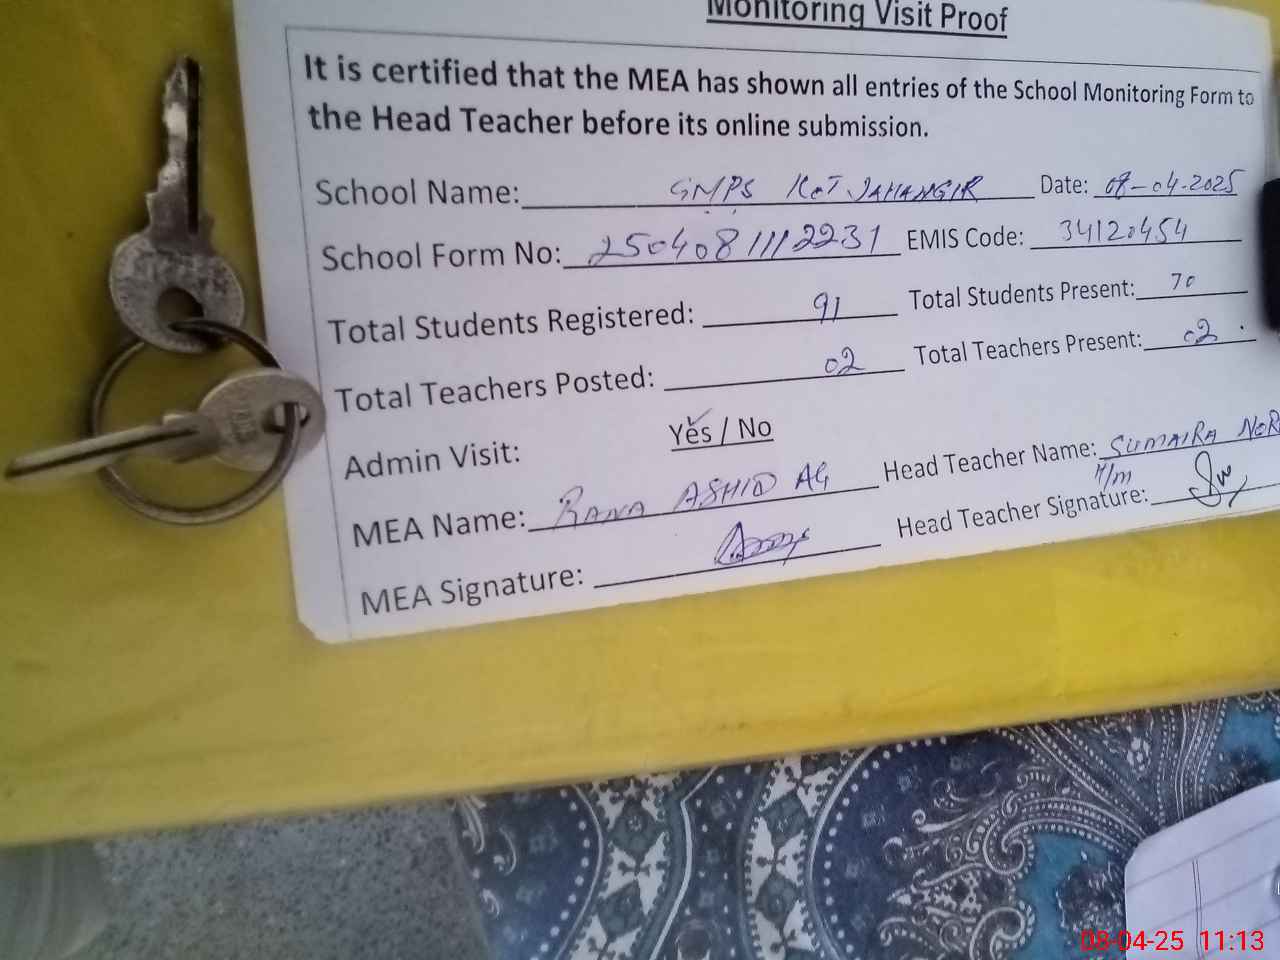 Monitoring Visit Proof
It is certified that the MEA has shown all entries of the School Monitoring Form to
the Head Teacher before its online submission.
School Name: GMPS KOT JAHANGIR Date: 08-04-2025
School Form No: 2504081112231 EMIS Code: 34120454
Total Students Registered: 91 Total Students Present: 70
Total Teachers Posted: 02 Total Teachers Present: 02
Admin Visit: Yes / No
MEA Name: RANA ASHID Head Teacher Name: SUMAIRA
H/m
MEA Signature: Head Teacher Signature:
08-04-25 11:13